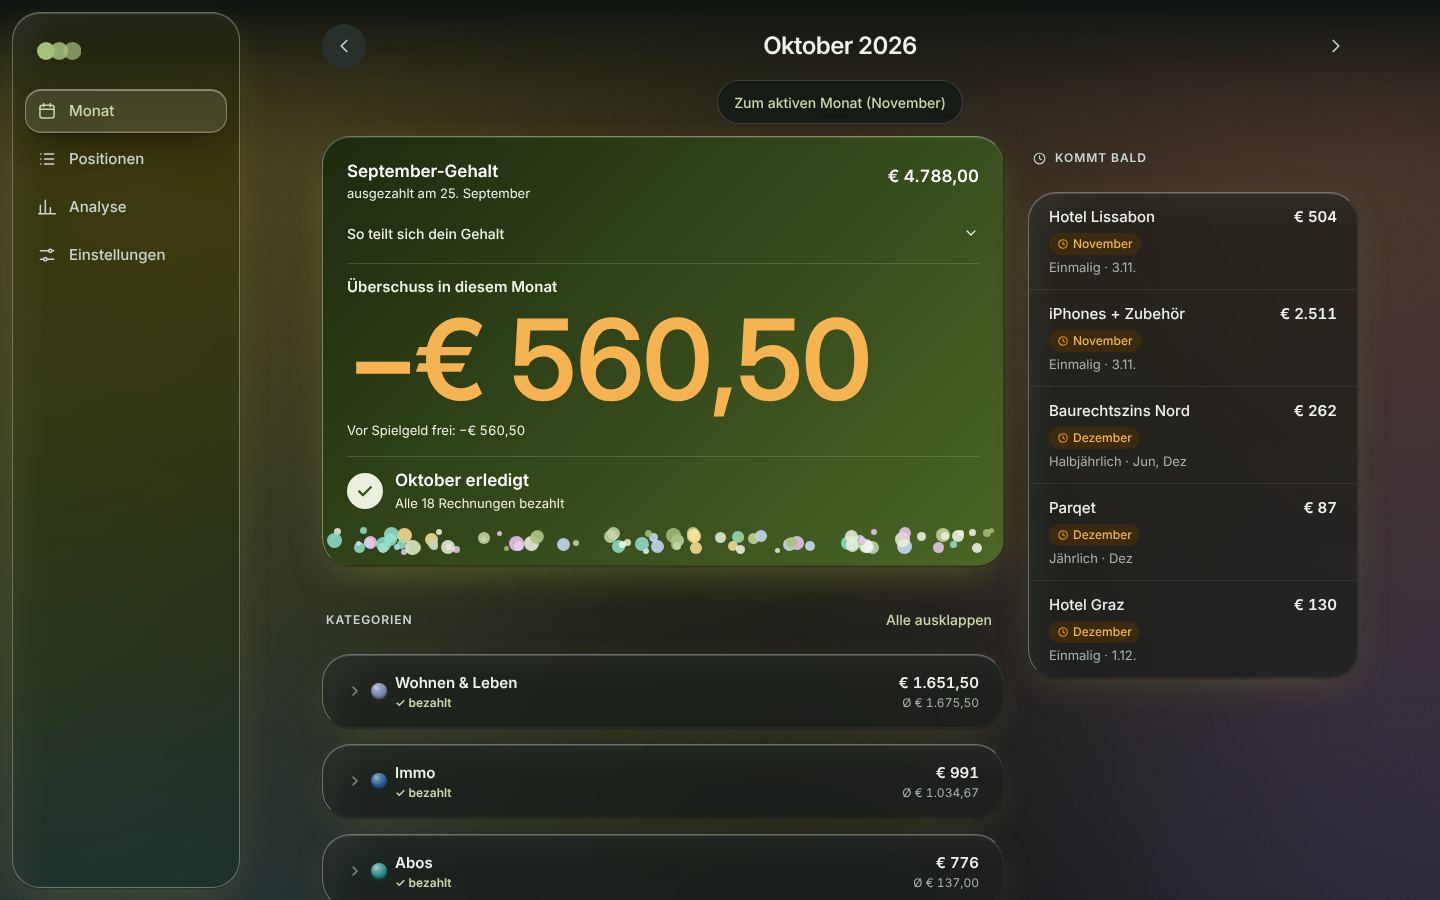 Monat
Positionen
Analyse
Einstellungen
Oktober 2026
Zum aktiven Monat (November)
September-Gehalt
ausgezahlt am 25. September
€ 4.788,00
So teilt sich dein Gehalt
Überschuss in diesem Monat
−€ 560,50
Vor Spielgeld frei: −€ 560,50
Oktober erledigt
Alle 18 Rechnungen bezahlt
KATEGORIEN
Alle ausklappen
Wohnen & Leben
€ 1.651,50
✓ bezahlt
Ø € 1.675,50
Immo
€ 991
✓ bezahlt
Ø € 1.034,67
Abos
€ 776
✓ bezahlt
Ø € 137,00
KOMMT BALD
Hotel Lissabon
€ 504
November
Einmalig · 3.11.
iPhones + Zubehör
€ 2.511
November
Einmalig · 3.11.
Baurechtszins Nord
€ 262
Dezember
Halbjährlich · Jun, Dez
Parqet
€ 87
Dezember
Jährlich · Dez
Hotel Graz
€ 130
Dezember
Einmalig · 1.12.